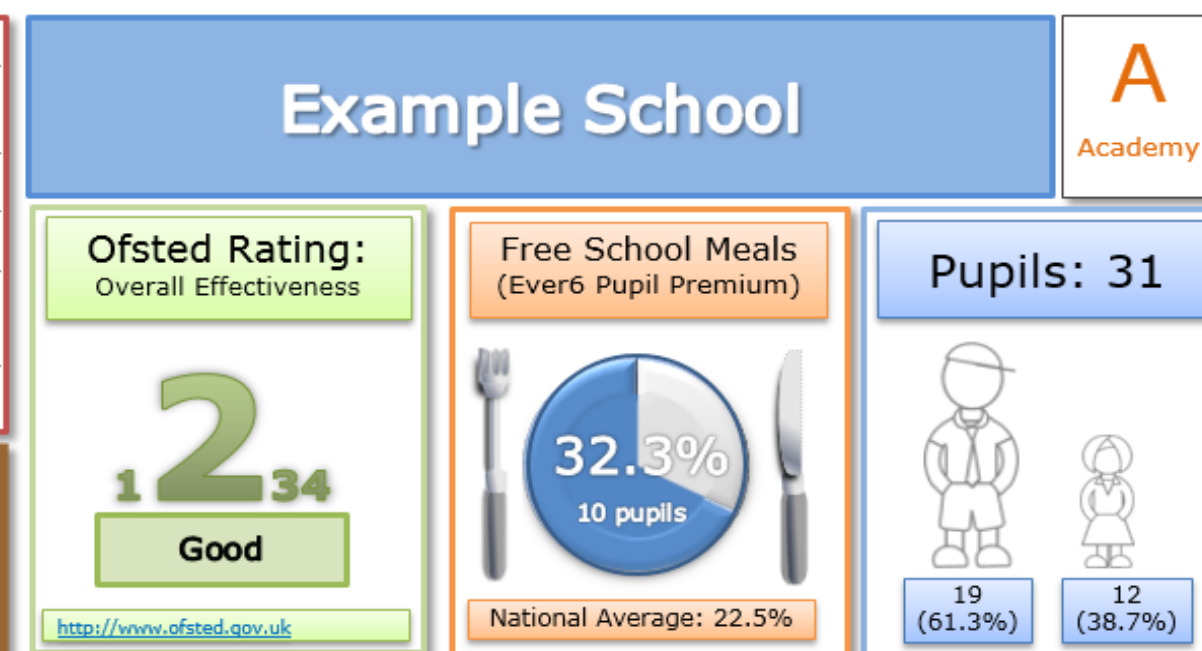 Example School
A
Academy
Ofsted Rating:
Overall Effectiveness
1 2 34
Good
http://www.ofsted.gov.uk
Free School Meals
(Ever6 Pupil Premium)
32.3%
10 pupils
National Average: 22.5%
Pupils: 31
19
(61.3%)
12
(38.7%)